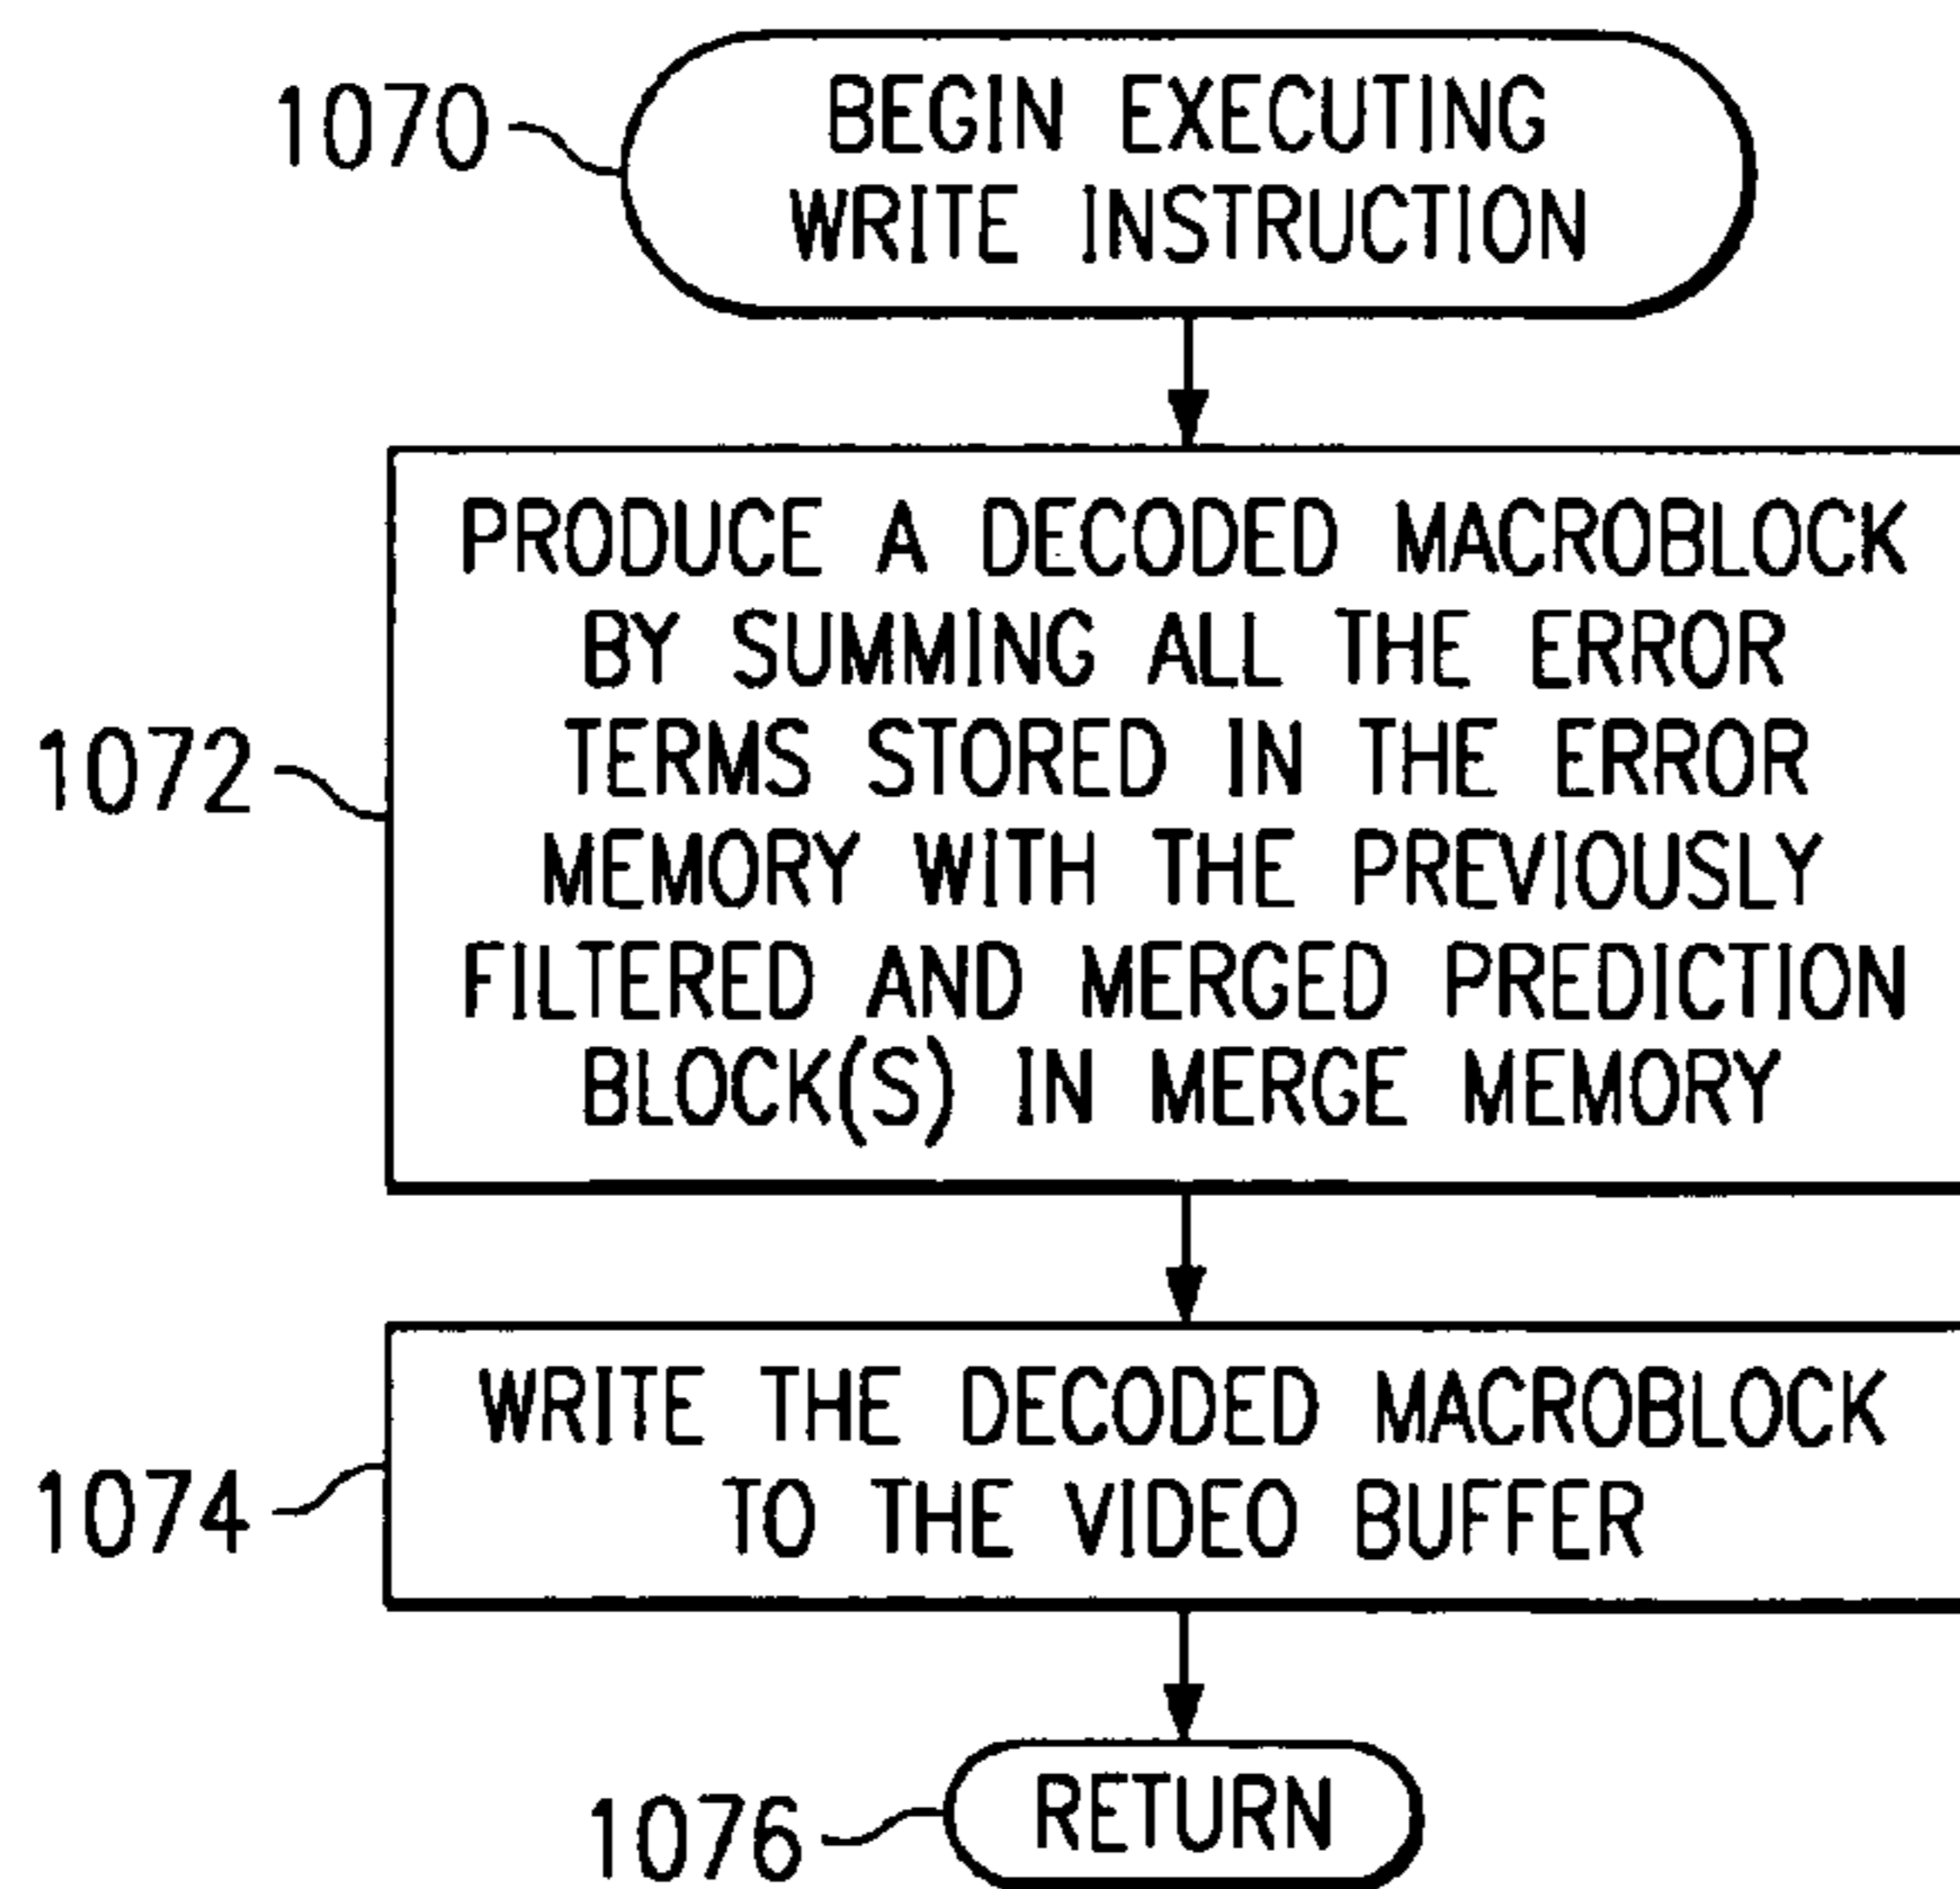 1070
BEGIN EXECUTING
WRITE INSTRUCTION
1072
PRODUCE A DECODED MACROBLOCK
BY SUMMING ALL THE ERROR
TERMS STORED IN THE ERROR
MEMORY WITH THE PREVIOUSLY
FILTERED AND MERGED PREDICTION
BLOCK(S) IN MERGE MEMORY
1074
WRITE THE DECODED MACROBLOCK
TO THE VIDEO BUFFER
1076
RETURN